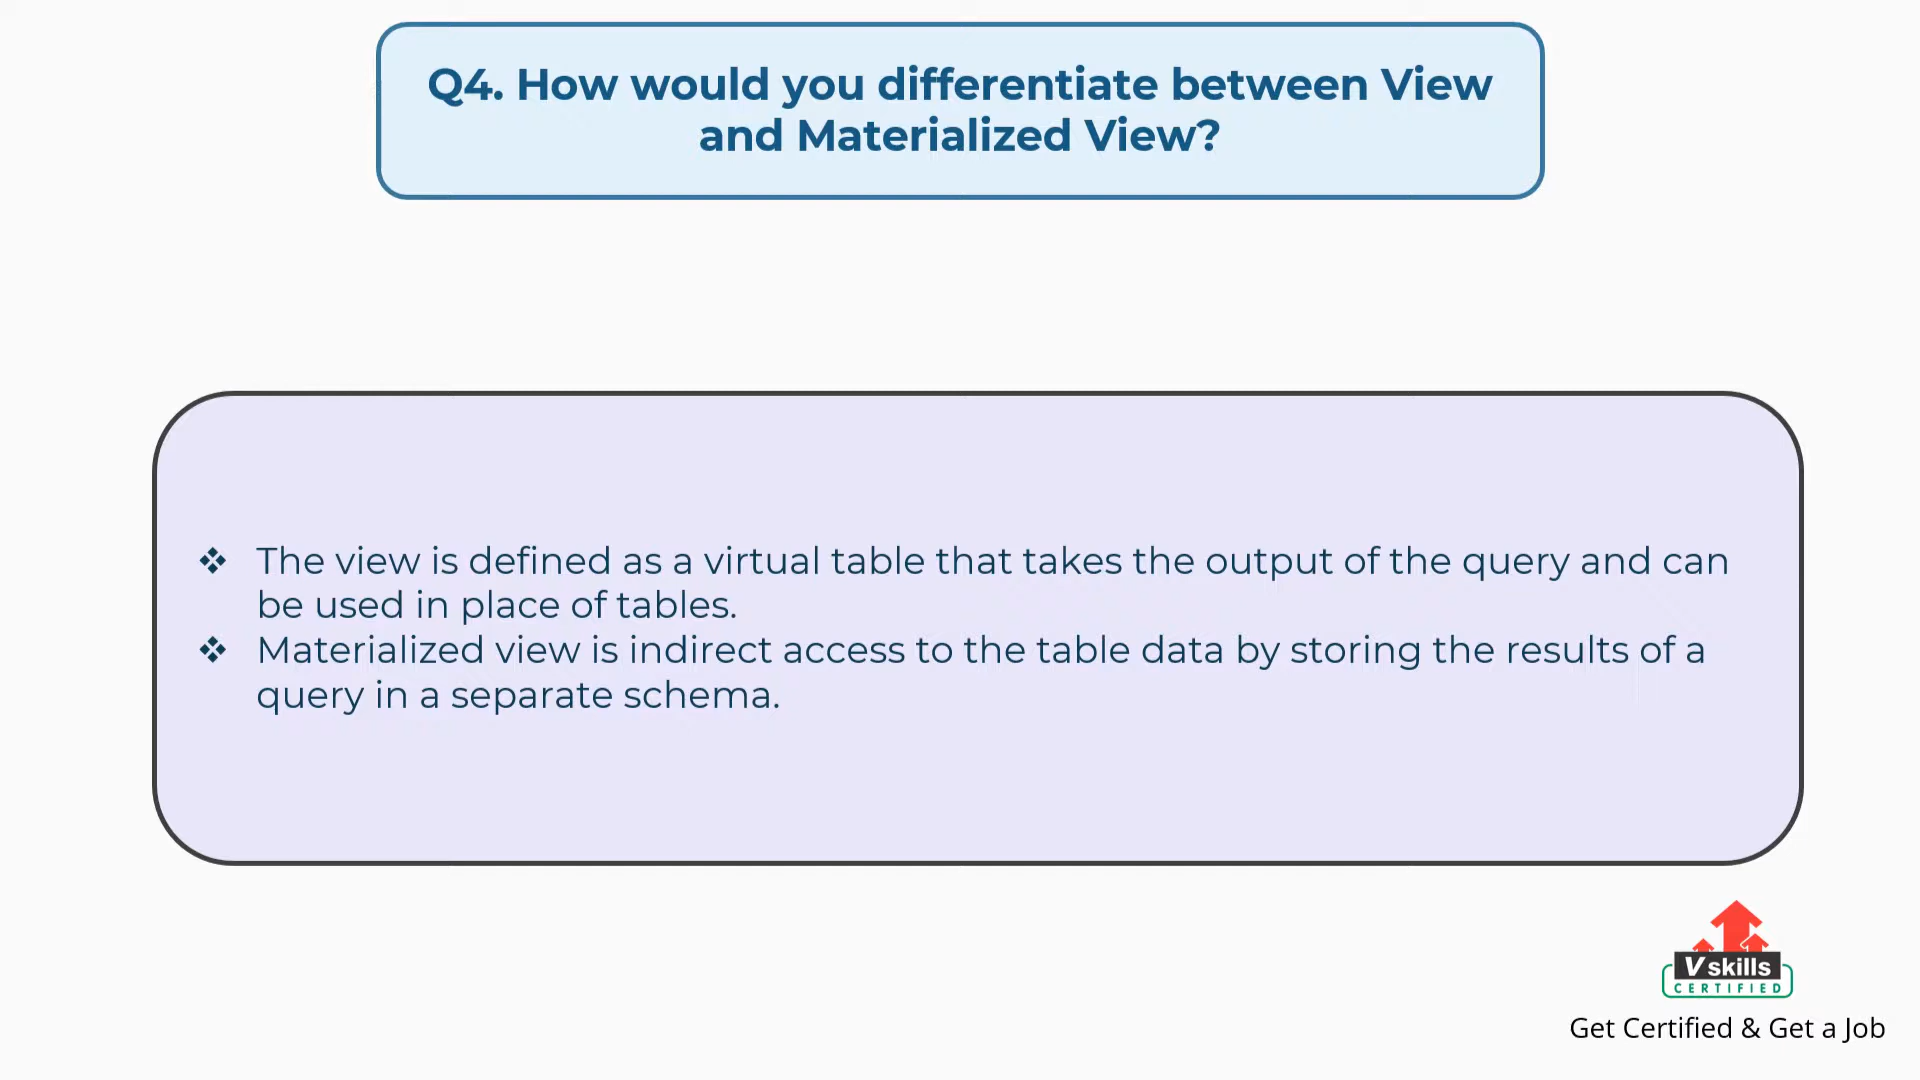 Q4. How would you differentiate between View
and Materialized View?
❖ The view is defined as a virtual table that takes the output of the query and can
be used in place of tables.
❖ Materialized view is indirect access to the table data by storing the results of a
query in a separate schema.
Vskills
CERTIFIED
Get Certified & Get a Job